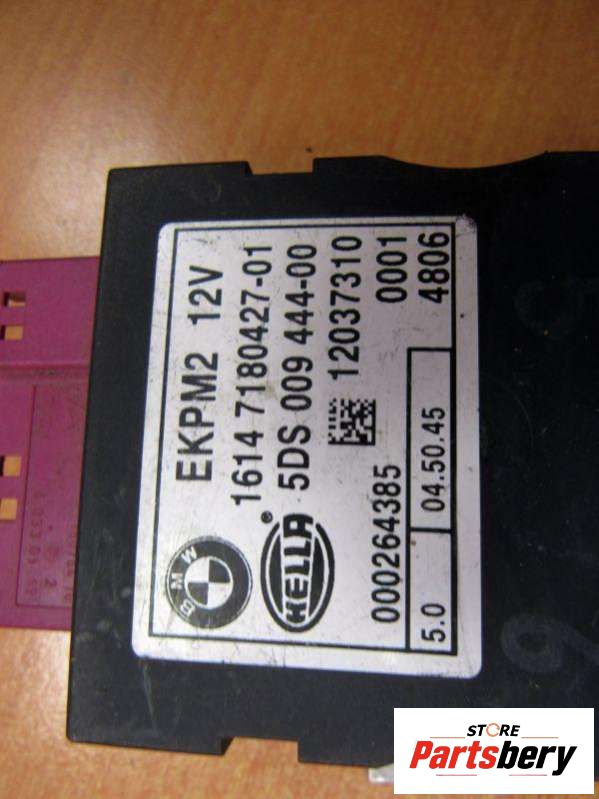 EKPM2 12V
1614 7180427-01
5DS 009 444-00
12037310
000264385 0001
5.0 04.50.45 4806
BMW
HELLA
®
STORE
Partsbery